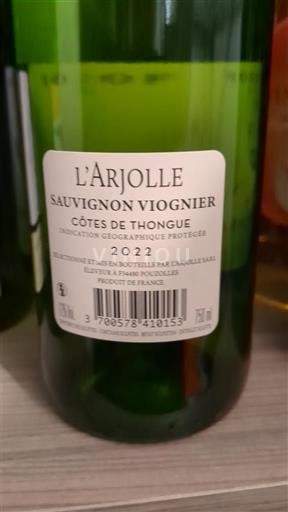 L'ARJOLLE
SAUVIGNON VIOGNIER
CÔTES DE THONGUE
INDICATION GÉOGRAPHIQUE PROTÉGÉE
2022
SÉLECTIONNÉ ET MIS EN BOUTEILLE PAR L'ARJOLLE SARL
ÉLEVEUR À F34480 POUZOLLES
PRODUIT DE FRANCE
750 ml
3 700578 410153